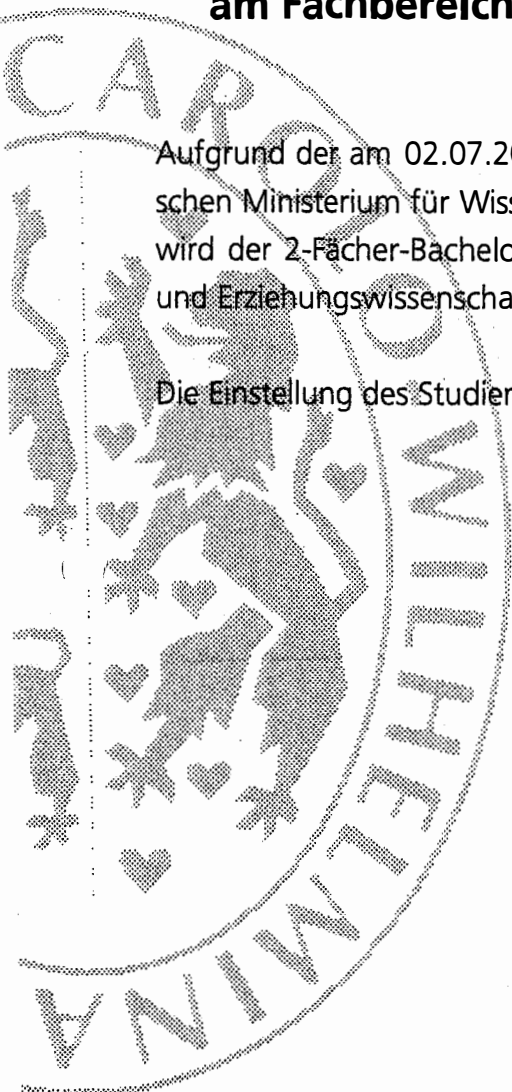 am Fachbereich
Aufgrund der am 02.07.20
schen Ministerium für Wiss
wird der 2-Fächer-Bachelo
und Erziehungswissenscha
Die Einstellung des Studien
CAROLO WILHELMINA